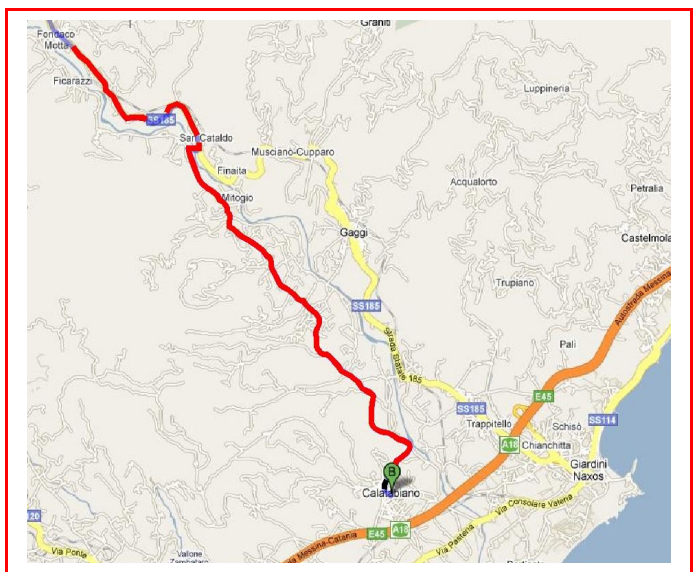 Graniti
Fondaco
Motta
Ficarazzi
Luppineria
SS185
San Cataldo
Musciano-Cupparo
Finaita
Acqualorto
Mitogio
Petralia
Gaggi
Castelmola
Trupiano
SS185
Autostrada Messina
Strada Statale 185
Pali
E45
SS185
SS114
Trappitello
Schisò
A18
Chianchitta
Giardini
Naxos
B
Calatabiano
Via Consolare Valeria
120
E45
A18
Via Ponte
Messina-Catania
Via Pasteria
Vallone
Zambataro